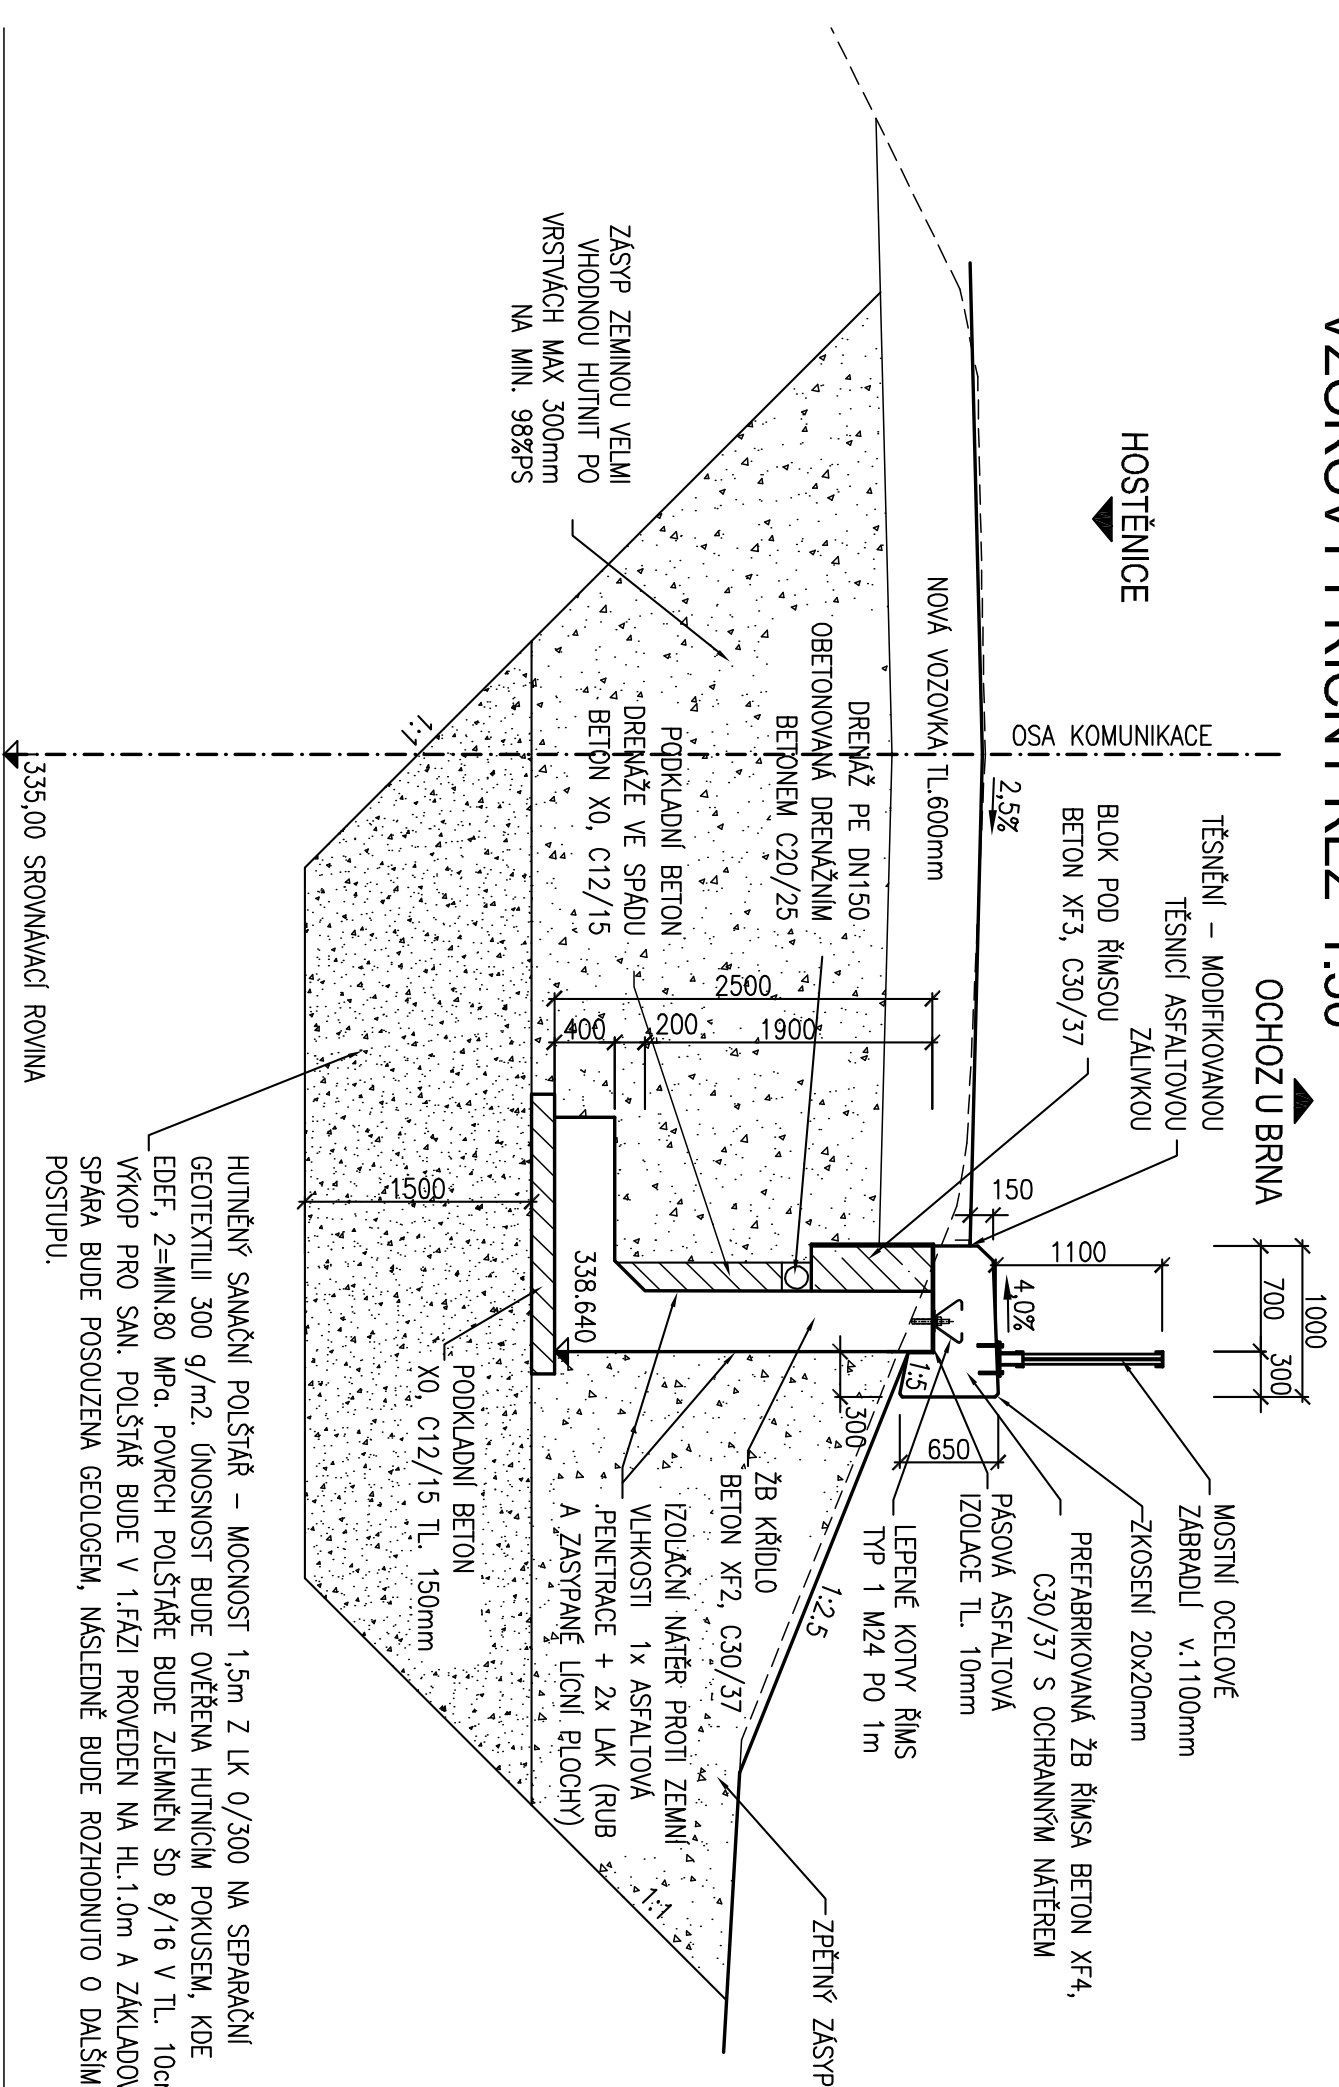 VZOROVÝ PŘÍČNÝ ŘEZ 1:50
HOSTĚNICE
OCHOZ U BRNA
1000
700
300
OSA KOMUNIKACE
2,5%
4,0%
TĚSNĚNÍ – MODIFIKOVANOU
TĚSNICÍ ASFALTOVOU
ZÁLIVKOU
BLOK POD ŘÍMSOU
BETON XF3, C30/37
150
1100
MOSTNÍ OCELOVÉ
ZÁBRADLÍ v.1100mm
ZKOSENÍ 20x20mm
PREFABRIKOVANÁ ŽB ŘÍMSA BETON XF4,
C30/37 S OCHRANNÝM NÁTĚREM
PÁSOVÁ ASFALTOVÁ
IZOLACE TL. 10mm
LEPENÉ KOTVY ŘÍMS
TYP 1 M24 PO 1m
650
1:5
300
1:2.5
NOVÁ VOZOVKA TL.600mm
DRENÁŽ PE DN150
OBETONOVANÁ DRENÁŽNÍM
BETONEM C20/25
PODKLADNÍ BETON
DRENÁŽE VE SPÁDU
BETON X0, C12/15
2500
1900
200
400
ZÁSYP ZEMINOU VELMI
VHODNOU HUTNIT PO
VRSTVÁCH MAX 300mm
NA MIN. 98%PS
ZPĚTNÝ ZÁSYP
ŽB KŘÍDLO
BETON XF2, C30/37
IZOLAČNÍ NÁTĚR PROTI ZEMNÍ
VLHKOSTI 1x ASFALTOVÁ
PENETRACE + 2x LAK (RUB
A ZASYPANÉ LÍCNÍ PLOCHY)
338.640
PODKLADNÍ BETON
X0, C12/15 TL. 150mm
1:1
1:1
1500
HUTNĚNÝ SANAČNÍ POLŠTÁŘ – MOCNOST 1,5m Z LK 0/300 NA SEPARAČNÍ
GEOTEXTILII 300 g/m2. ÚNOSNOST BUDE OVĚŘENA HUTNÍCÍM POKUSEM, KDE
EDEF, 2=MIN.80 MPa. POVRCH POLŠTÁŘE BUDE ZJEMNĚN ŠD 8/16 V TL. 10c
VÝKOP PRO SAN. POLŠTÁŘ BUDE V 1.FÁZI PROVEDEN NA HL.1.0m A ZÁKLADOV
SPÁRA BUDE POSOUZENA GEOLOGEM, NÁSLEDNĚ BUDE ROZHODNUTO O DALŠÍM
POSTUPU.
335,00 SROVNÁVACÍ ROVINA